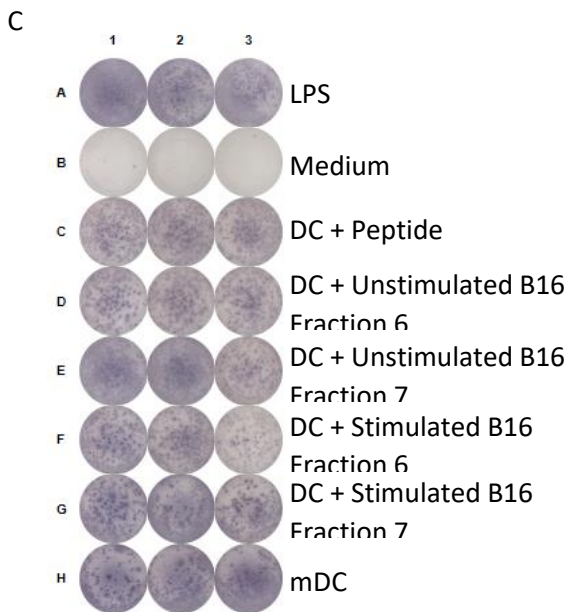 C
1 2 3
A LPS
B Medium
C DC + Peptide
D DC + Unstimulated B16
Fraction 6
E DC + Unstimulated B16
Fraction 7
F DC + Stimulated B16
Fraction 6
G DC + Stimulated B16
Fraction 7
H mDC